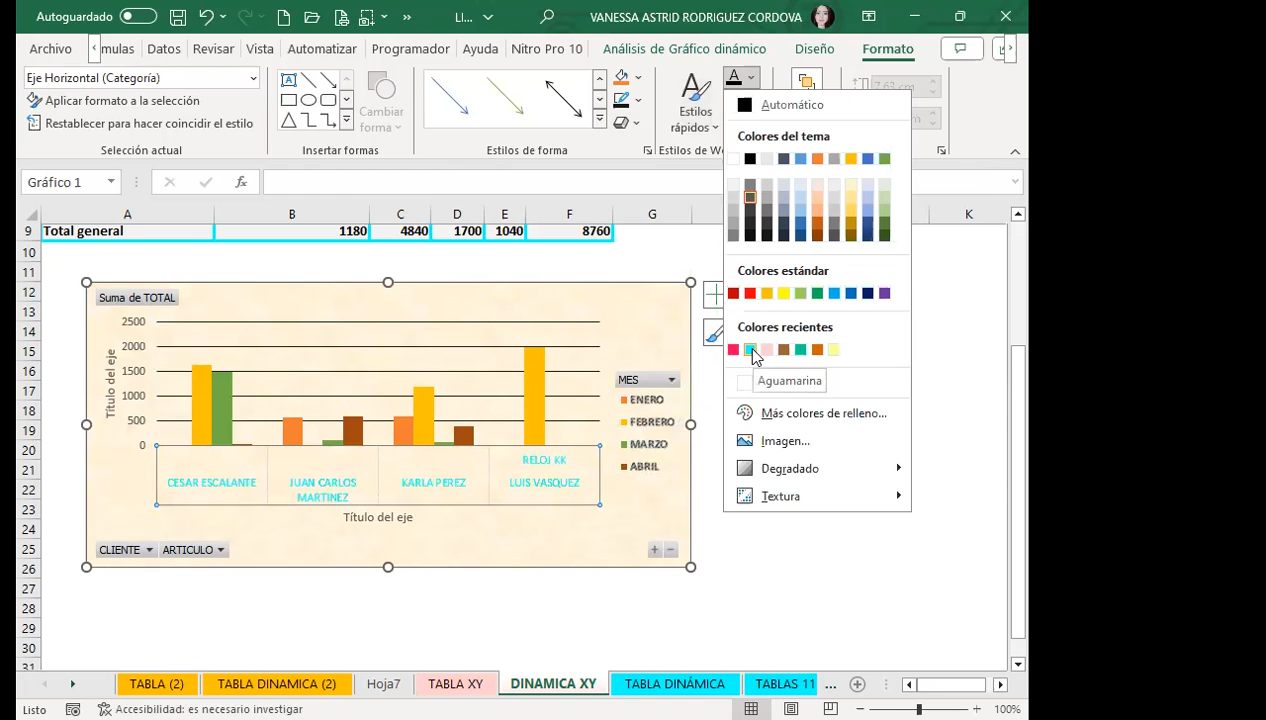 Autoguardado
LI...
VANESSA ASTRID RODRIGUEZ CORDOVA
Archivo
mulas
Datos
Revisar
Vista
Automatizar
Programador
Ayuda
Nitro Pro 10
Análisis de Gráfico dinámico
Diseño
Formato
Eje Horizontal (Categoría)
Aplicar formato a la selección
Restablecer para hacer coincidir el estilo
Selección actual
Cambiar
forma
Insertar formas
Estilos de forma
Estilos
rápidos
Estilos de W
7,63 cm
Automático
Colores del tema
Colores estándar
Colores recientes
Aguamarina
Más colores de relleno...
Imagen...
Degradado
Textura
Gráfico 1
fx
A B C D E F G K
9 Total general 1180 4840 1700 1040 8760
10
11
12
13
14
15
16
17
18
19
20
21
22
23
24
25
26
27
28
29
30
31
Suma de TOTAL
2500
2000
1500
1000
500
0
Título del eje
RELOJ KK
CESAR ESCALANTE
JUAN CARLOS
MARTINEZ
KARLA PEREZ
LUIS VASQUEZ
Título del eje
MES
ENERO
FEBRERO
MARZO
ABRIL
CLIENTE
ARTICULO
TABLA (2)
TABLA DINAMICA (2)
Hoja7
TABLA XY
DINAMICA XY
TABLA DINÁMICA
TABLAS 11
...
Listo
Accesibilidad: es necesario investigar
100%